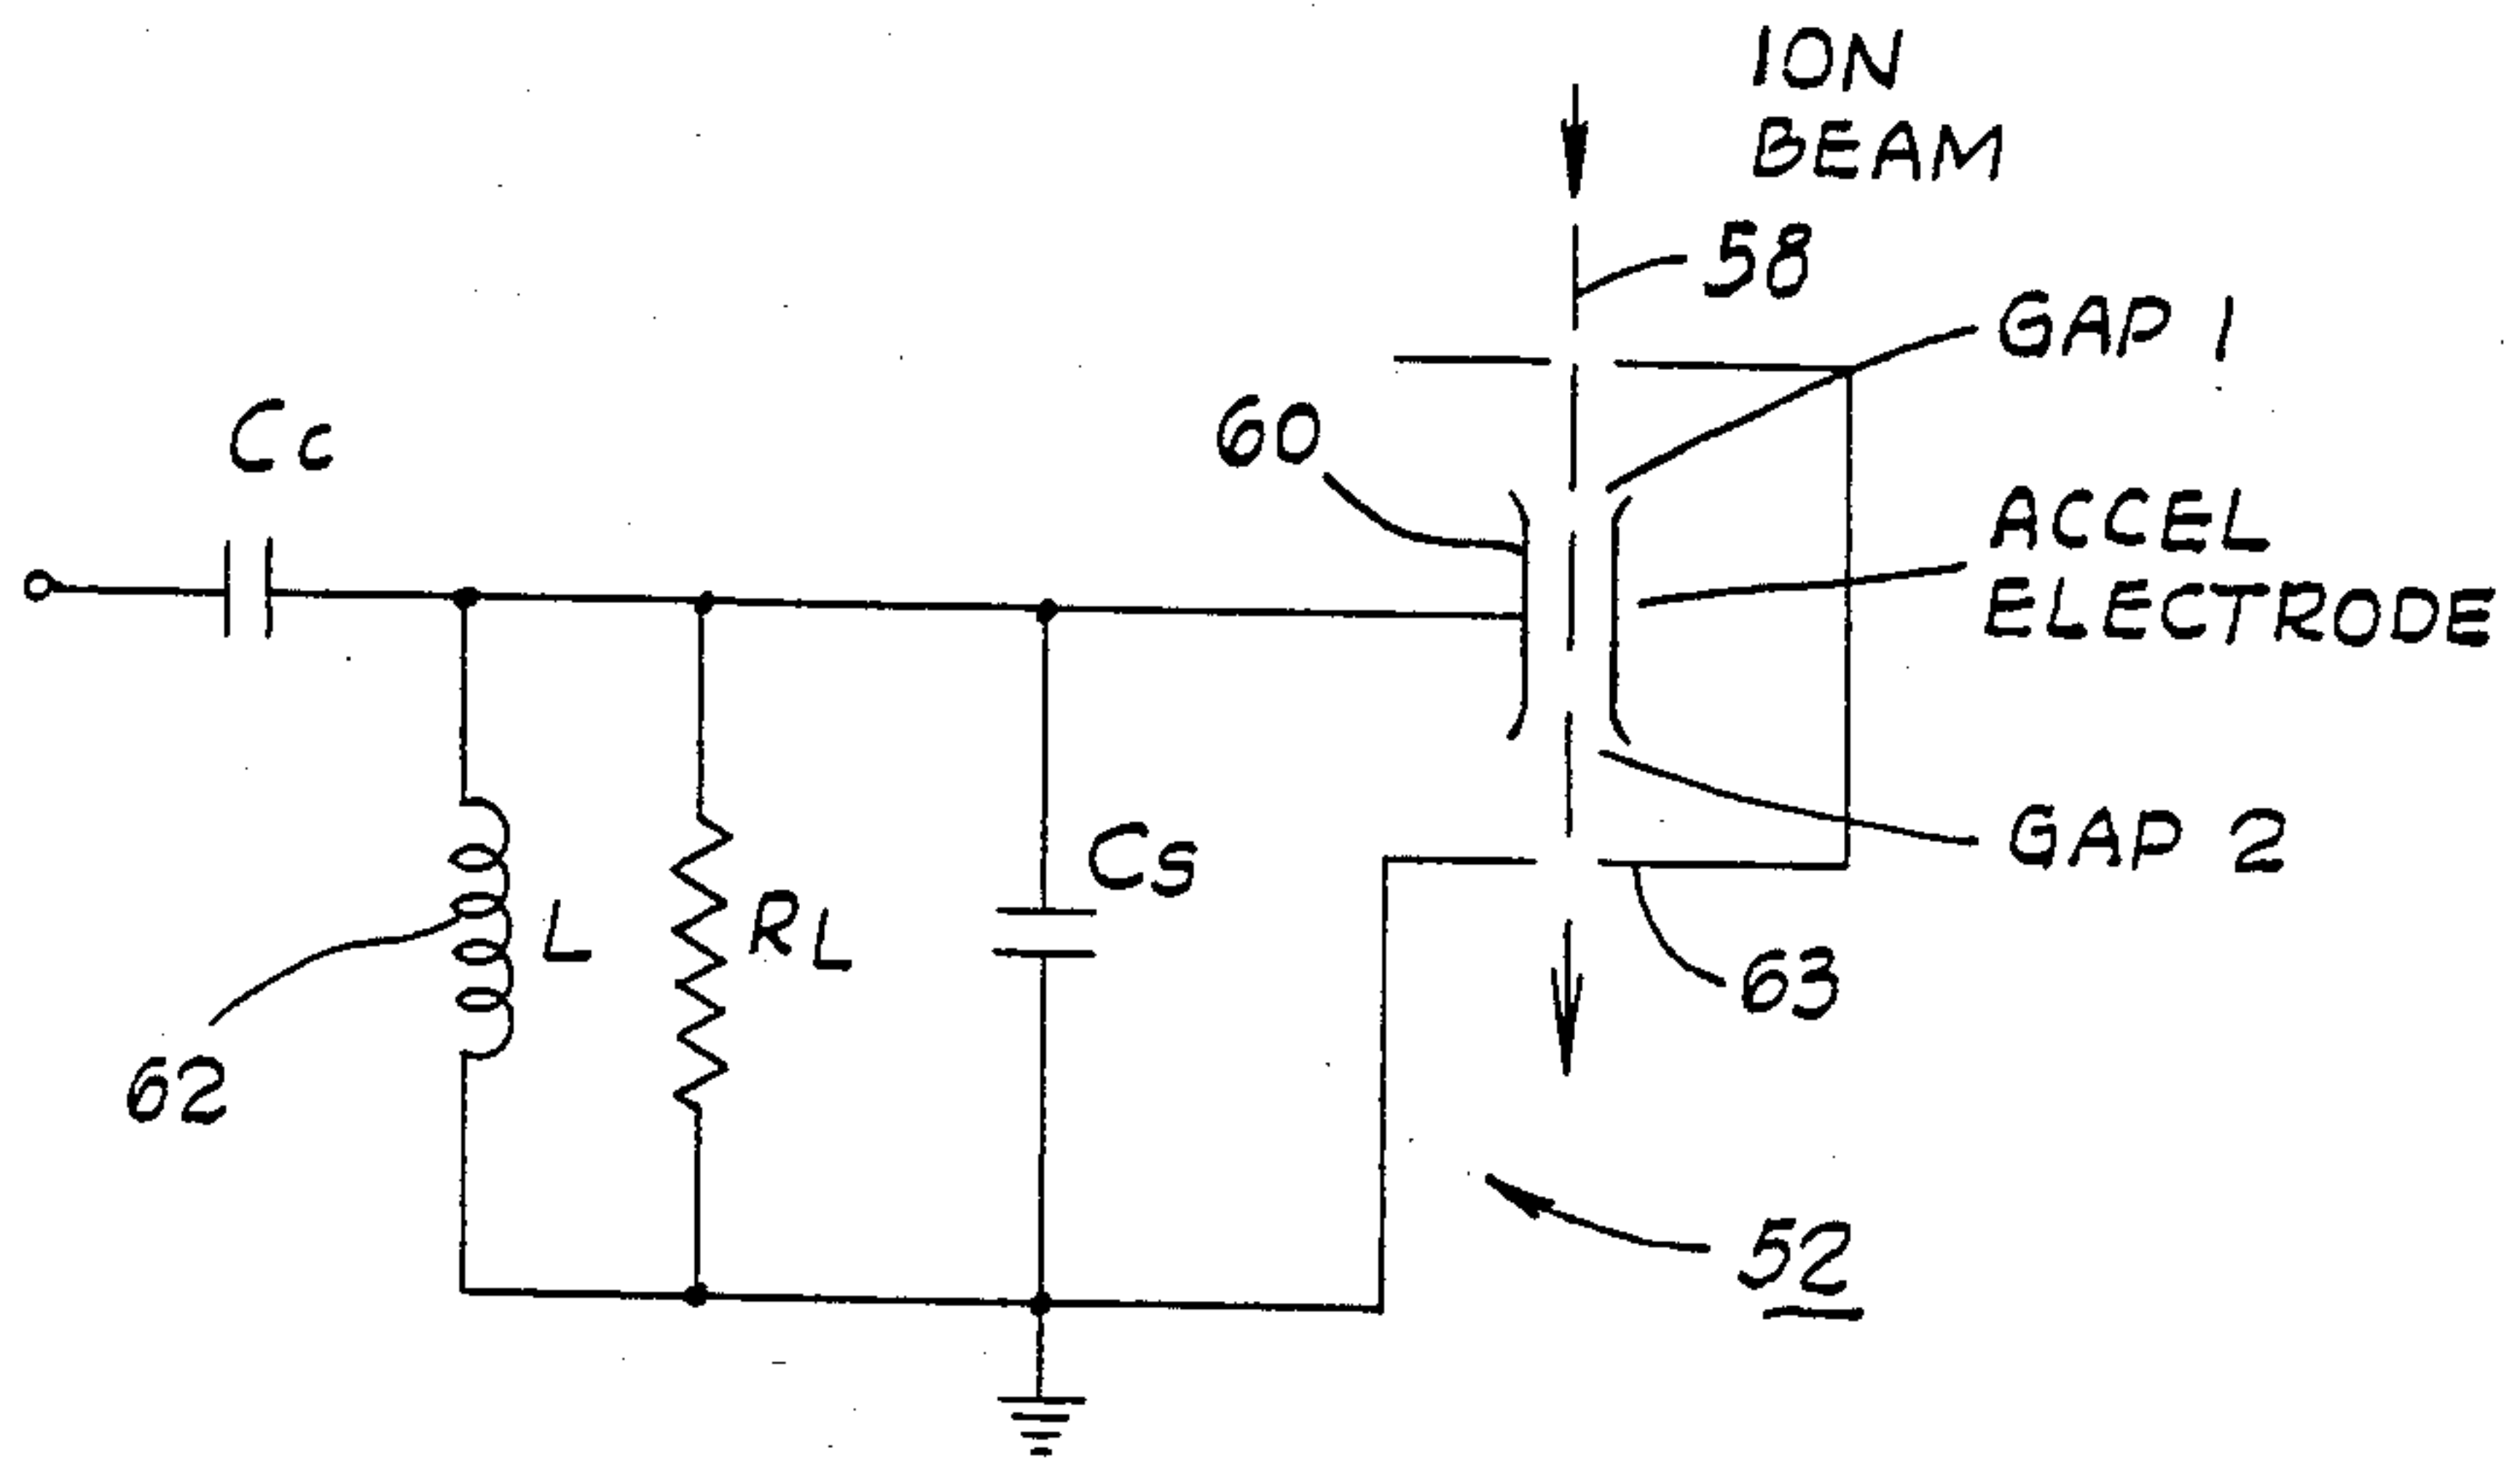 ION
BEAM
58
GAP 1
60
Cc
ACCEL
ELECTRODE
Cs
GAP 2
L
RL
63
62
52